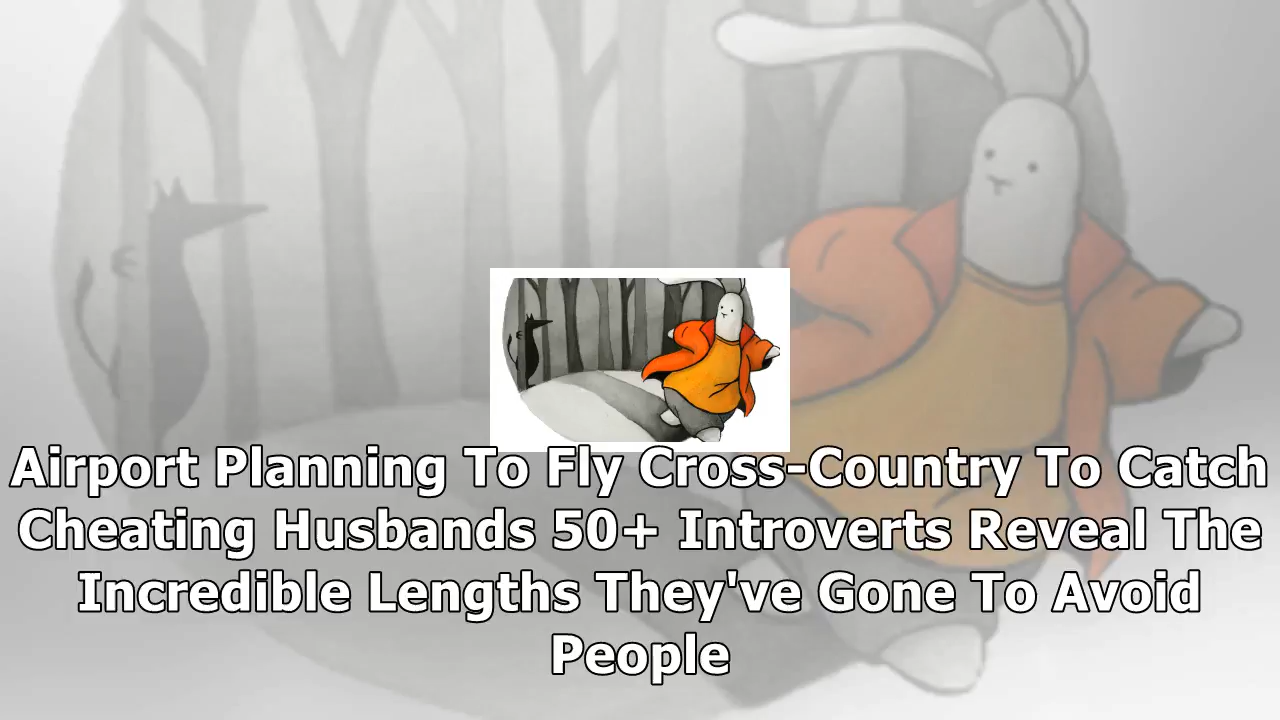 Airport Planning To Fly Cross-Country To Catch
Cheating Husbands 50+ Introverts Reveal The
Incredible Lengths They've Gone To Avoid
People